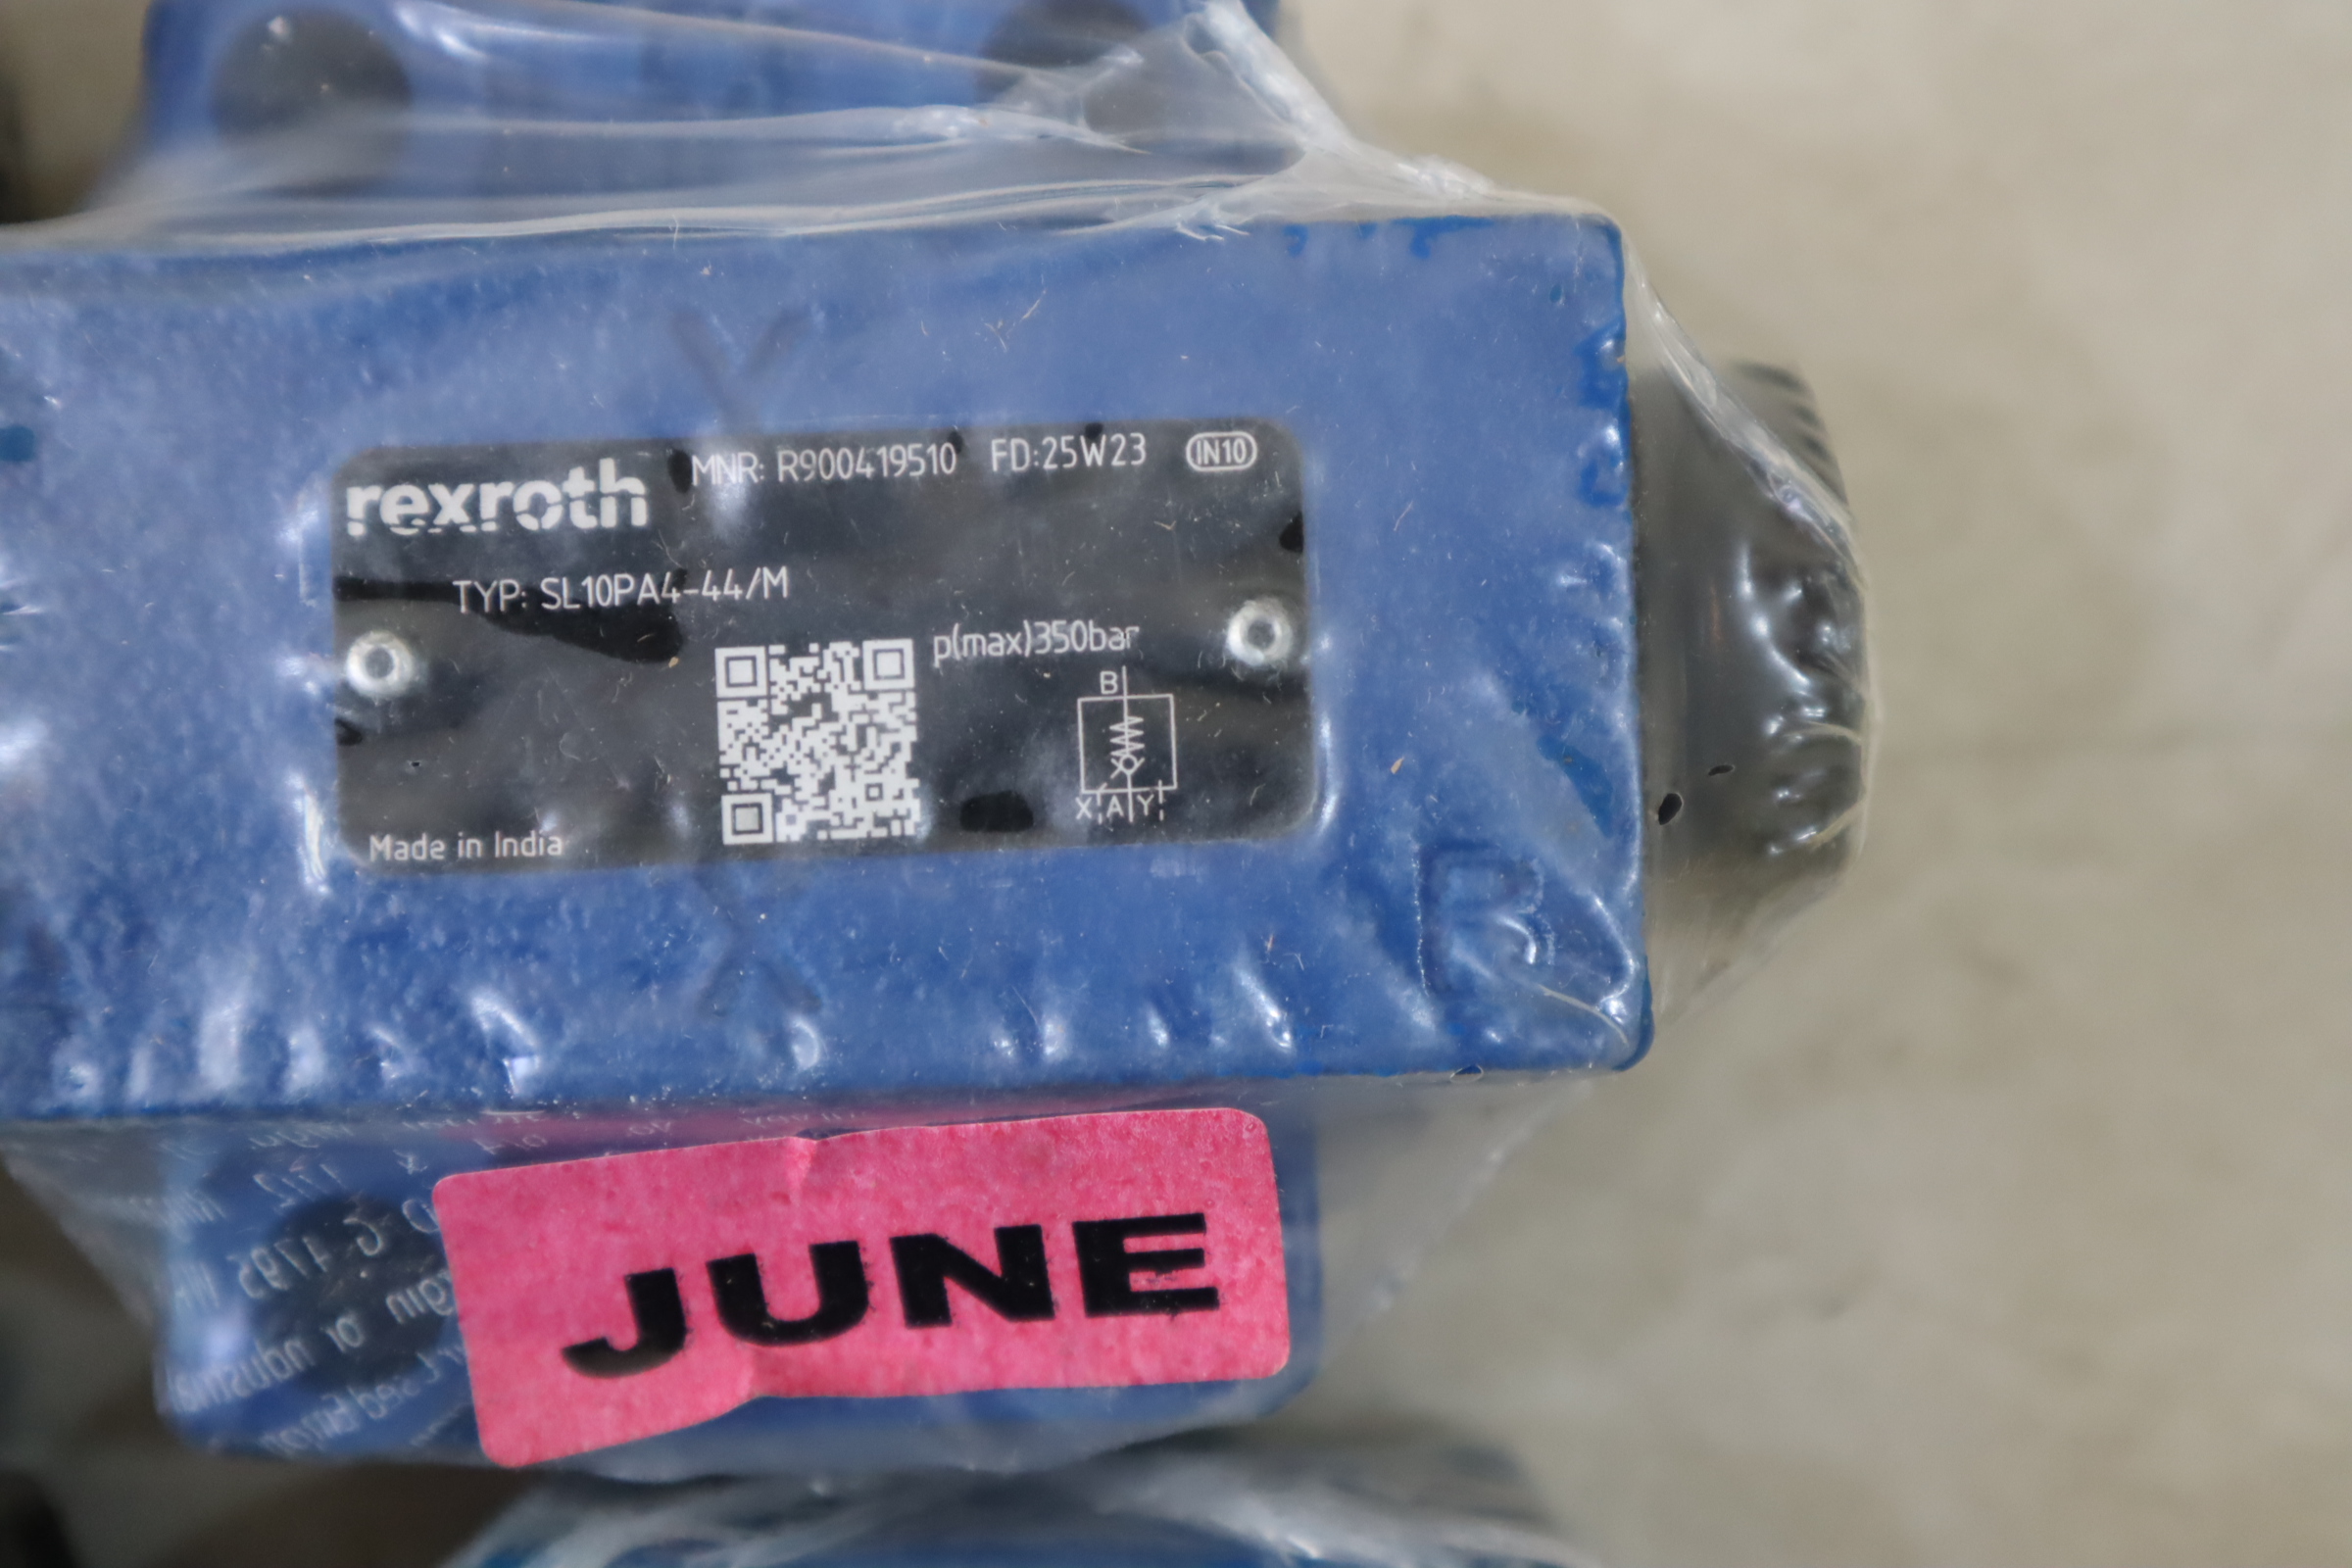 rexroth MNR: R900419510 FD:25W23 IN10
TYP: SL10PA4-44/M
p(max)350bar
B
X A Y
Made in India
R
JUNE